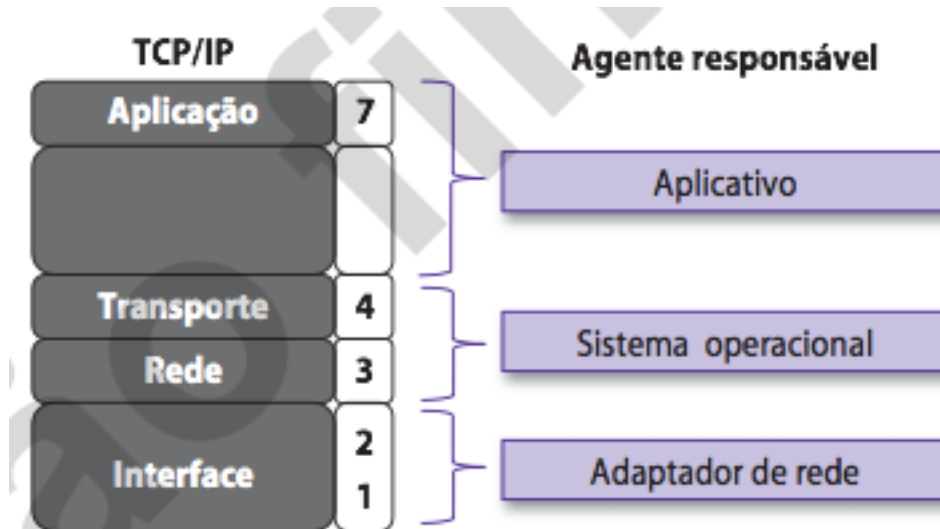 TCP/IP
Agente responsável
Aplicação 7
Aplicativo
Transporte 4
Sistema operacional
Rede 3
2
Interface
Adaptador de rede
1